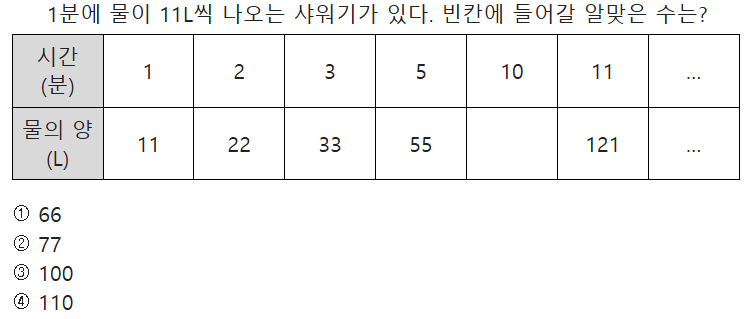 1분에 물이 11L씩 나오는 샤워기가 있다. 빈칸에 들어갈 알맞은 수는?
시간 (분) 1 2 3 5 10 11 ...
물의 양 (L) 11 22 33 55 121 ...
① 66
② 77
③ 100
④ 110